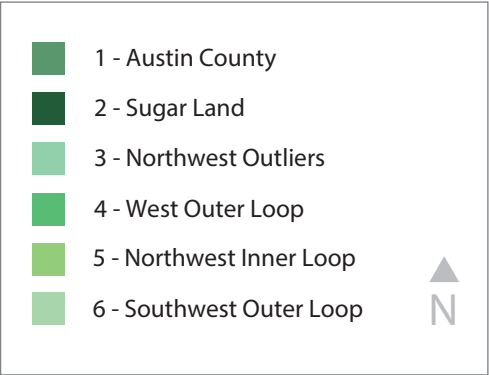 1 - Austin County
2 - Sugar Land
3 - Northwest Outliers
4 - West Outer Loop
5 - Northwest Inner Loop
6 - Southwest Outer Loop
N